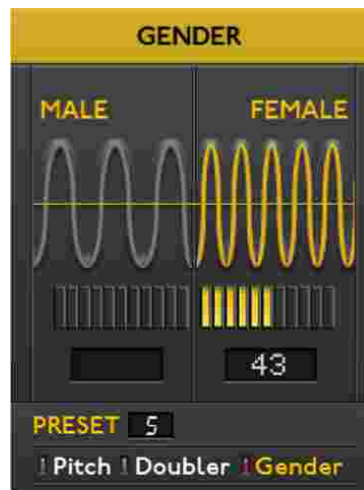 GENDER
MALE FEMALE
43
PRESET 5
Pitch Doubler Gender